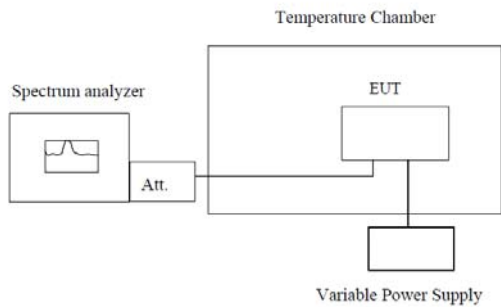 Temperature Chamber
Spectrum analyzer
EUT
Att.
Variable Power Supply